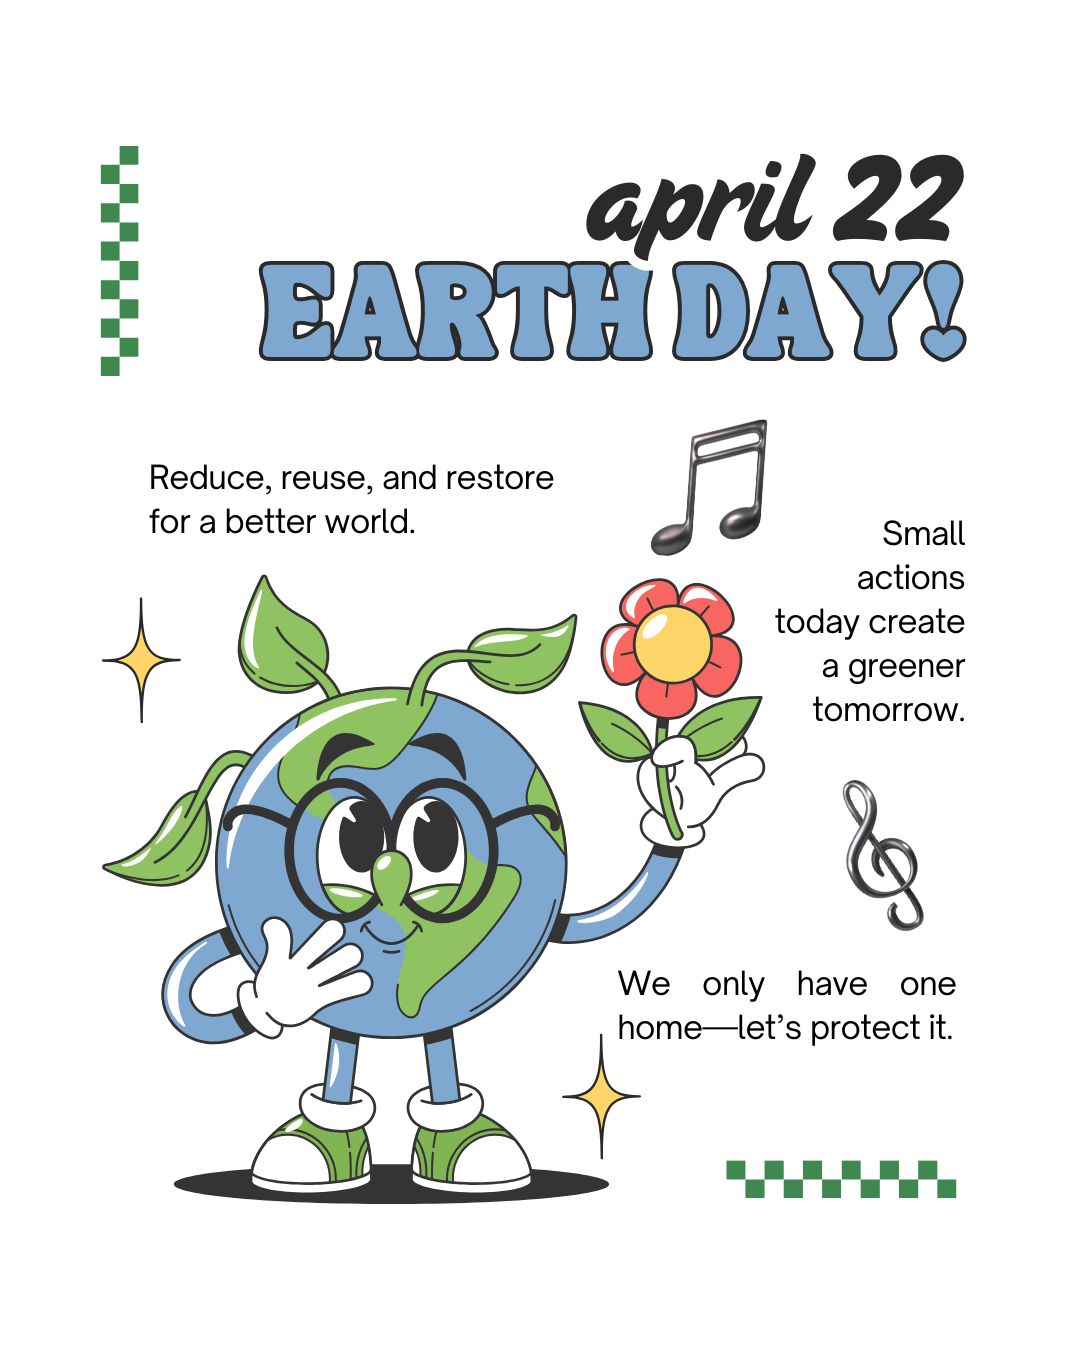 april 22
EARTH DAY!
Reduce, reuse, and restore
for a better world.
Small
actions
today create
a greener
tomorrow.
We only have one
home—let’s protect it.